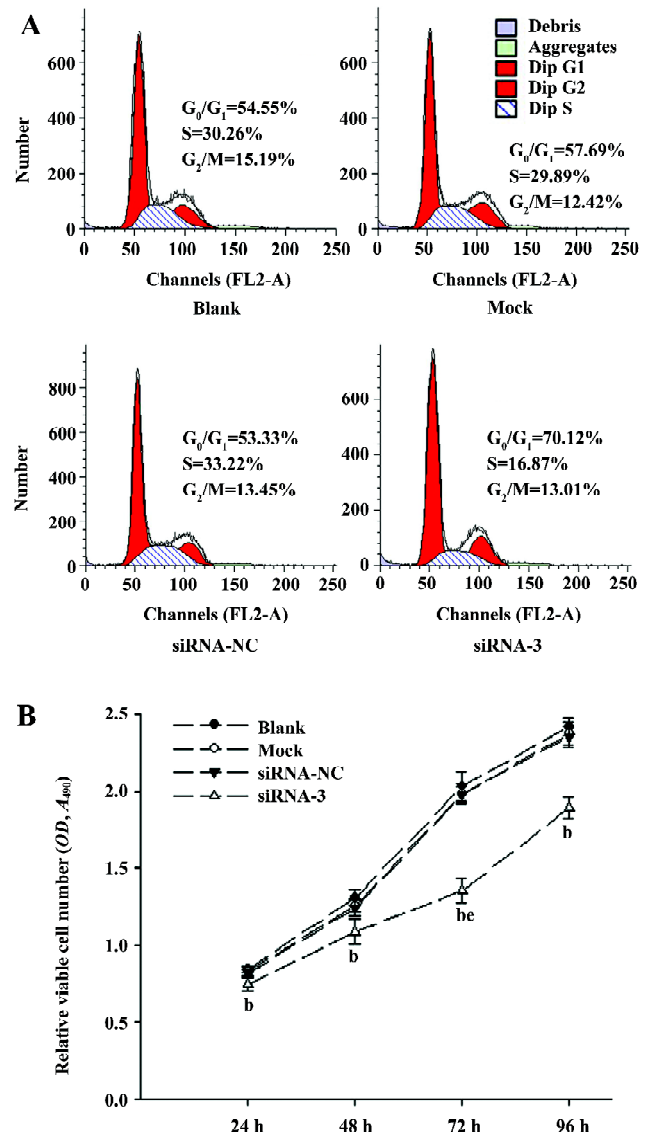 A
Debris
Aggregates
Dip G1
Dip G2
Dip S
Number
600
400
200
0
G0/G1=54.55%
S=30.26%
G2/M=15.19%
0 50 100 150 200 250
Channels (FL2-A)
Blank
600
400
200
0
G0/G1=57.69%
S=29.89%
G2/M=12.42%
0 50 100 150 200 250
Channels (FL2-A)
Mock
Number
800
600
400
200
0
G0/G1=53.33%
S=33.22%
G2/M=13.45%
0 50 100 150 200 250
Channels (FL2-A)
siRNA-NC
600
400
200
0
G0/G1=70.12%
S=16.87%
G2/M=13.01%
0 50 100 150 200 250
Channels (FL2-A)
siRNA-3
B
Relative viable cell number (OD, A490)
2.5
2.0
1.5
1.0
0.5
0.0
Blank
Mock
siRNA-NC
siRNA-3
b
b
be
b
24 h 48 h 72 h 96 h